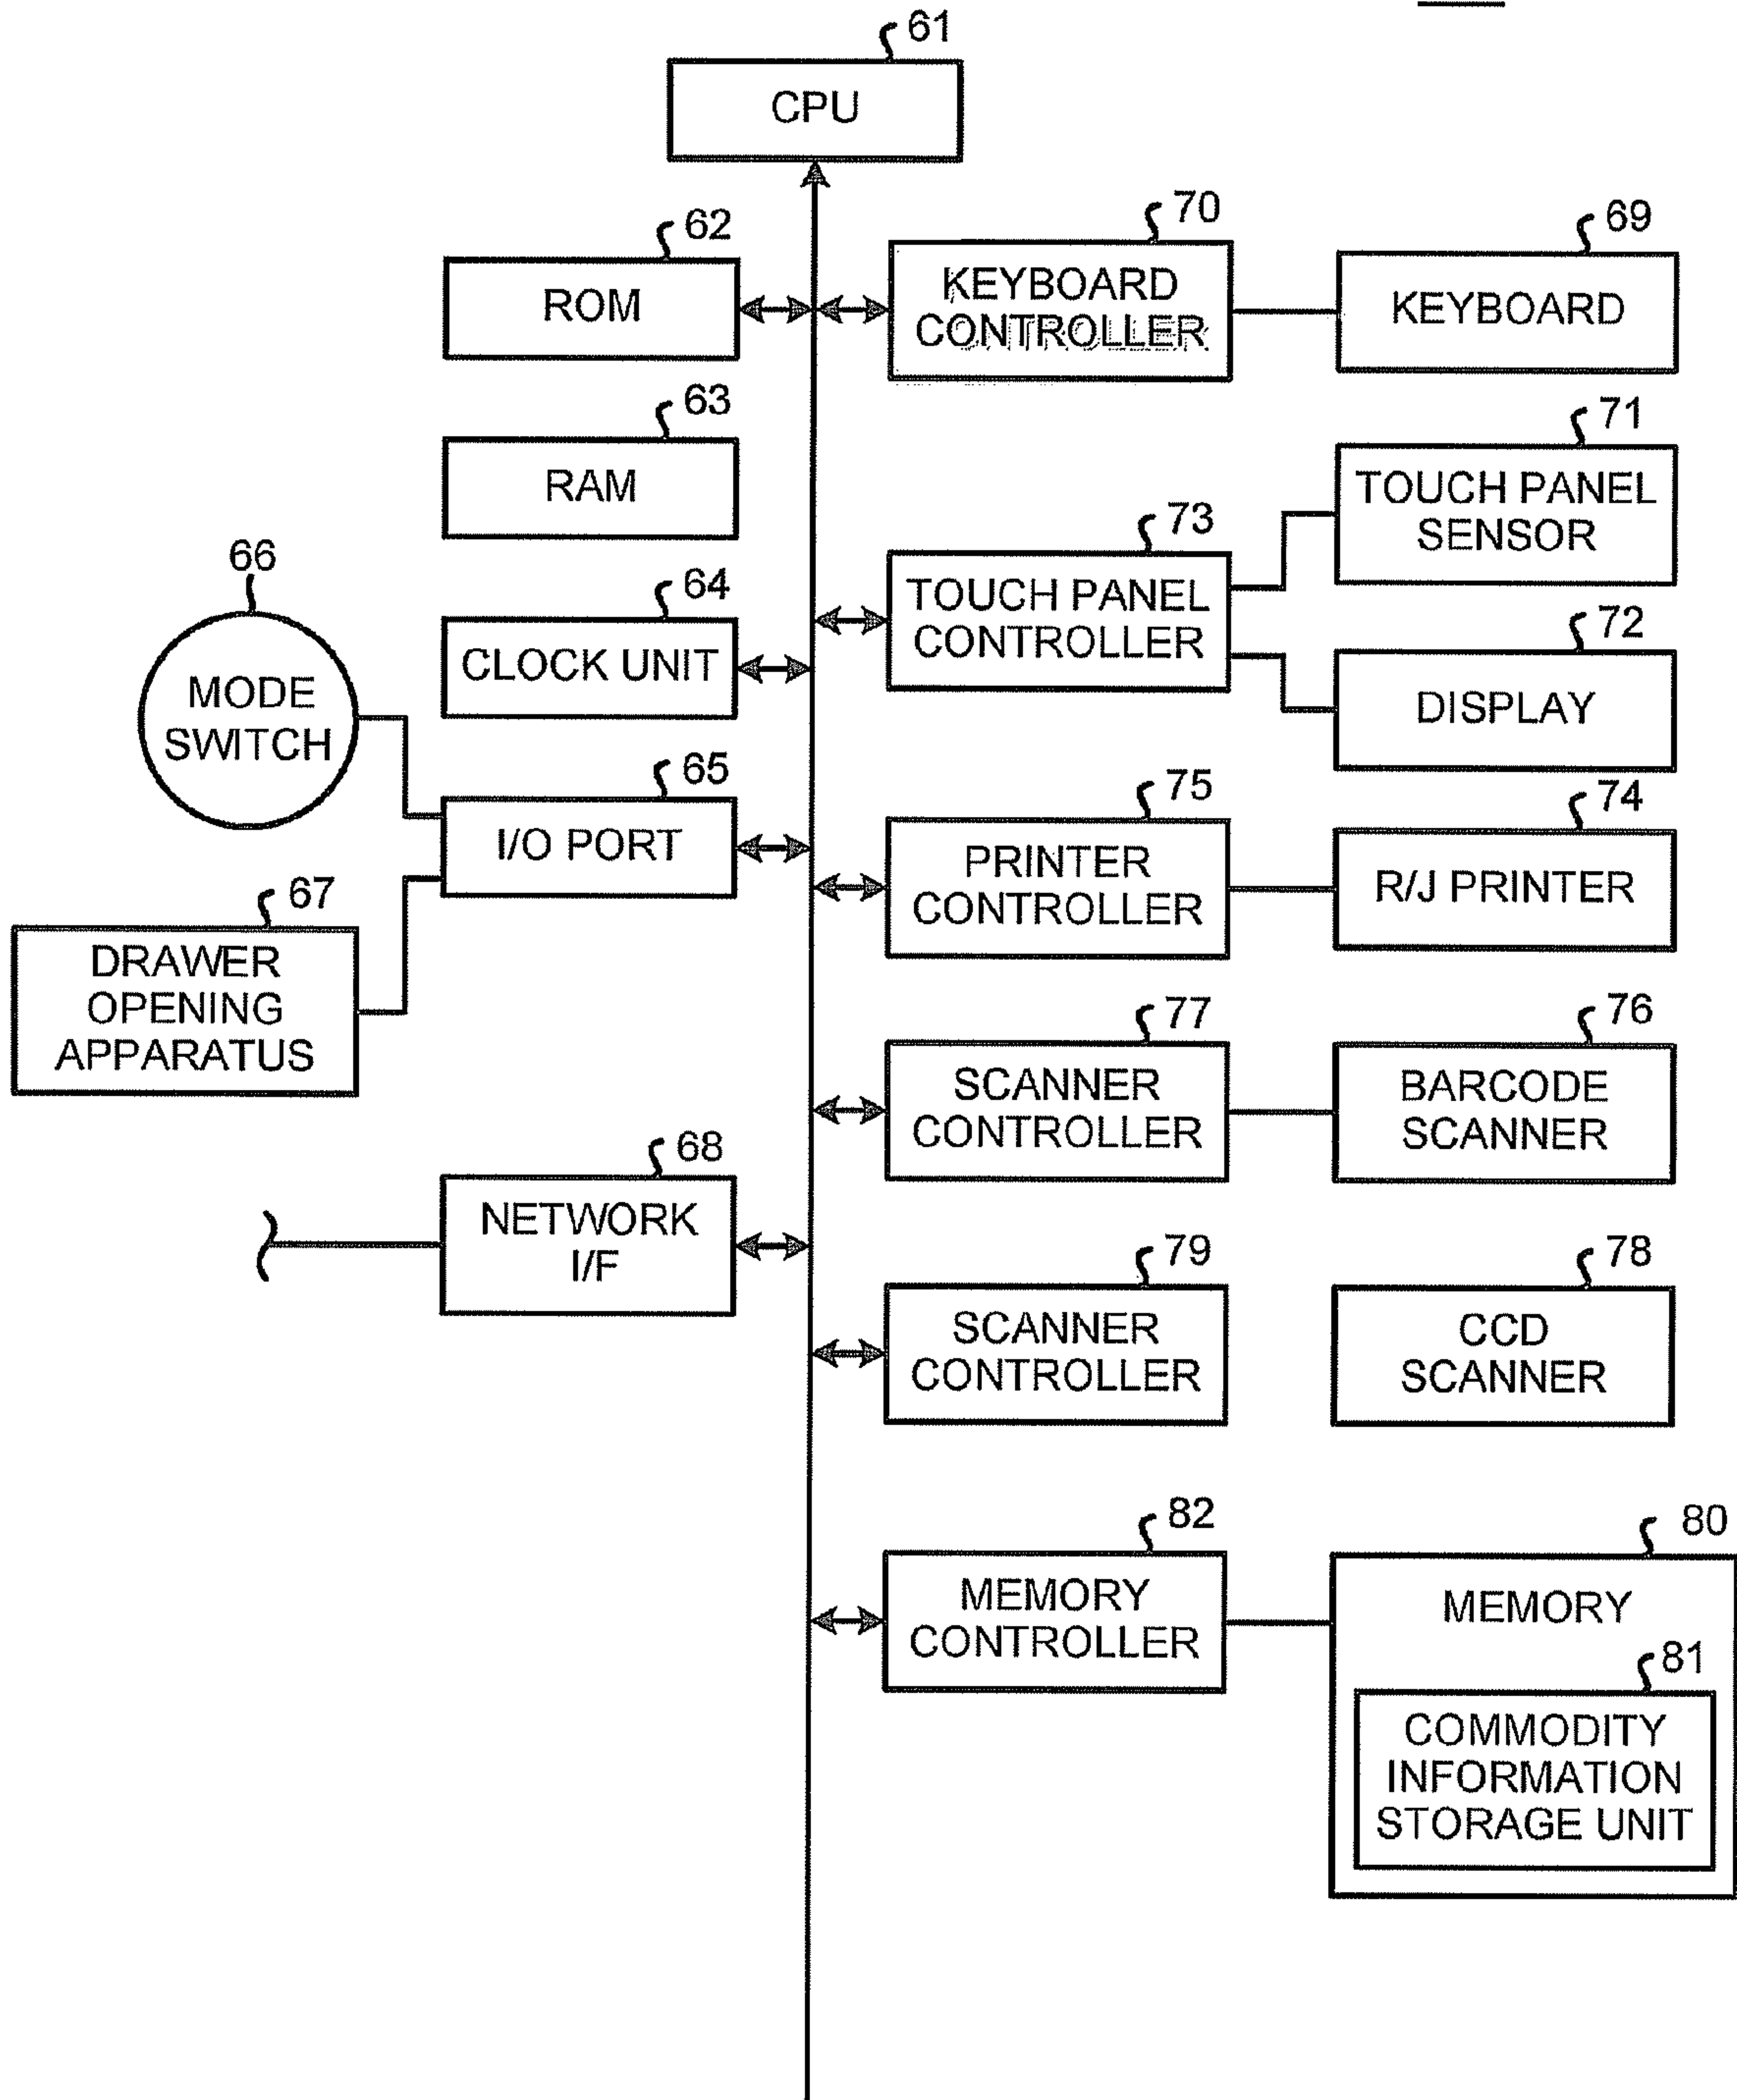 61
CPU
62
ROM
70
KEYBOARD
CONTROLLER
69
KEYBOARD
63
RAM
71
TOUCH PANEL
SENSOR
73
TOUCH PANEL
CONTROLLER
66
MODE
SWITCH
64
CLOCK UNIT
72
DISPLAY
65
I/O PORT
75
PRINTER
CONTROLLER
74
R/J PRINTER
67
DRAWER
OPENING
APPARATUS
77
SCANNER
CONTROLLER
76
BARCODE
SCANNER
68
NETWORK
I/F
79
SCANNER
CONTROLLER
78
CCD
SCANNER
82
MEMORY
CONTROLLER
80
MEMORY
81
COMMODITY
INFORMATION
STORAGE UNIT